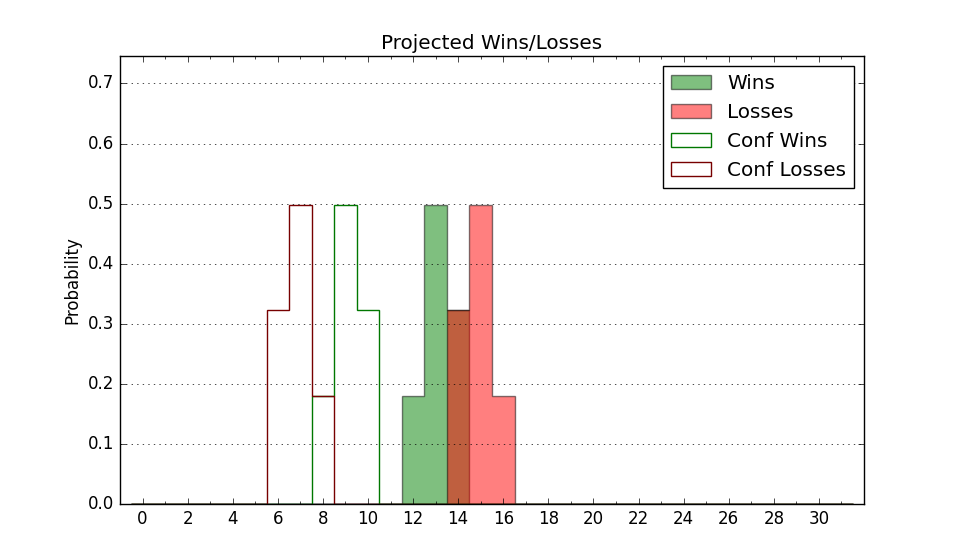 Projected Wins/Losses
Wins
Losses
Conf Wins
Conf Losses
Probability
0.7
0.6
0.5
0.4
0.3
0.2
0.1
0.0
0 2 4 6 8 10 12 14 16 18 20 22 24 26 28 30